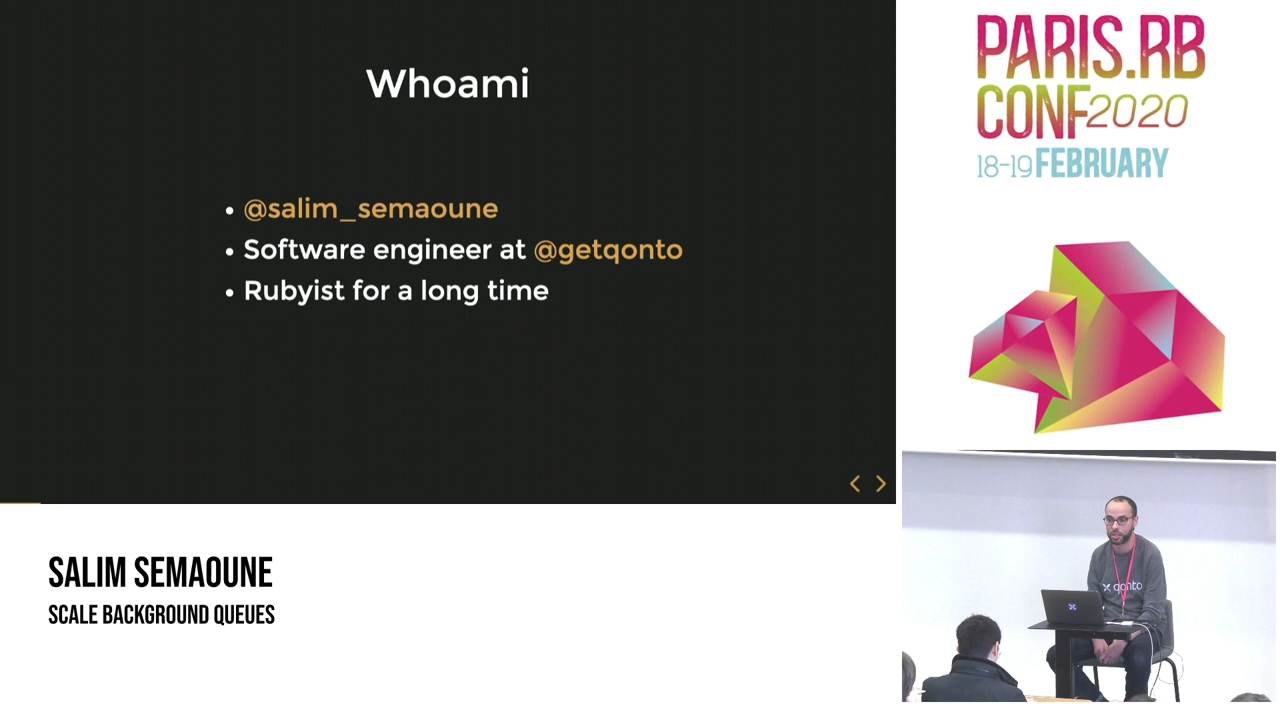 Whoami
@salim_semaoune
Software engineer at @getqonto
Rubyist for a long time
PARIS.RB
CONF2020
18-19 FEBRUARY
SALIM SEMAOUNE
SCALE BACKGROUND QUEUES
qonto